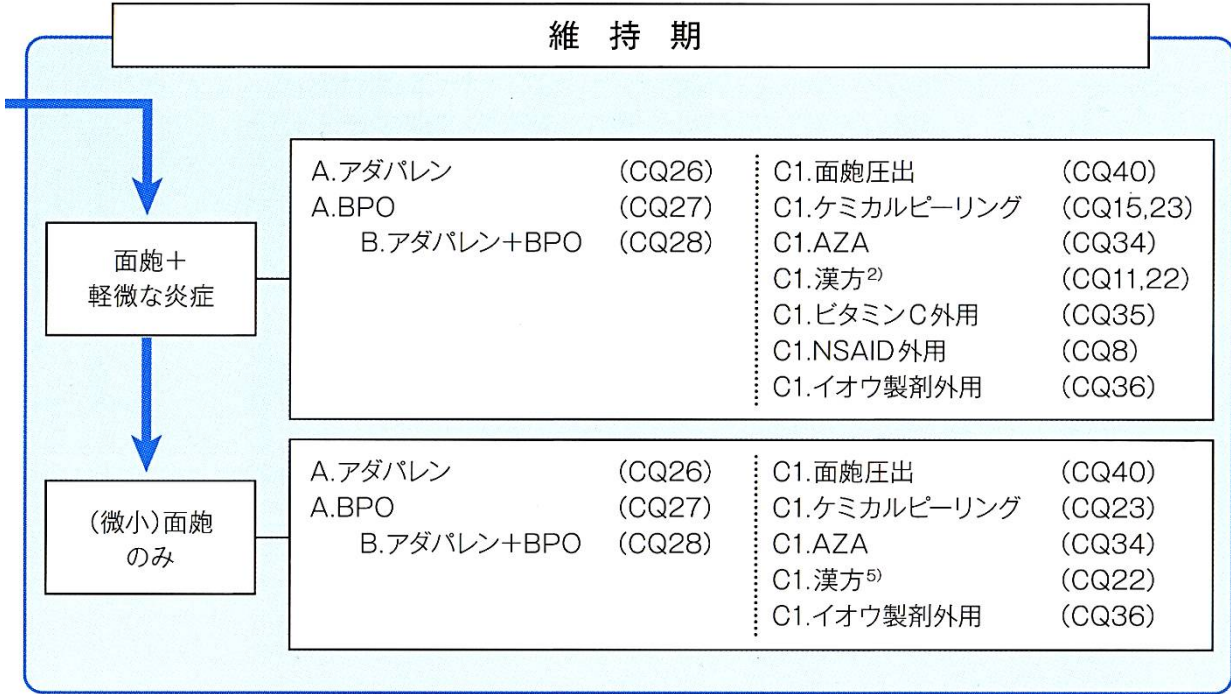 維持期
面皰＋
軽微な炎症
A.アダパレン (CQ26)
A.BPO (CQ27)
B.アダパレン＋BPO (CQ28)
C1.面皰圧出 (CQ40)
C1.ケミカルピーリング (CQ15,23)
C1.AZA (CQ34)
C1.漢方2) (CQ11,22)
C1.ビタミンC外用 (CQ35)
C1.NSAID外用 (CQ8)
C1.イオウ製剤外用 (CQ36)
(微小)面皰
のみ
A.アダパレン (CQ26)
A.BPO (CQ27)
B.アダパレン＋BPO (CQ28)
C1.面皰圧出 (CQ40)
C1.ケミカルピーリング (CQ23)
C1.AZA (CQ34)
C1.漢方5) (CQ22)
C1.イオウ製剤外用 (CQ36)